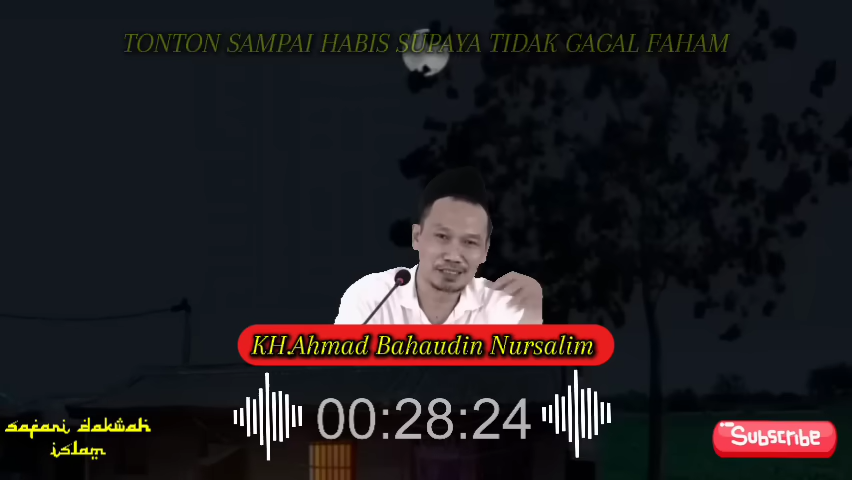 TONTON SAMPAI HABIS SUPAYA TIDAK GAGAL FAHAM
KH.Ahmad Bahaudin Nursalim
00:28:24
safari dakwah
islam
Subscribe